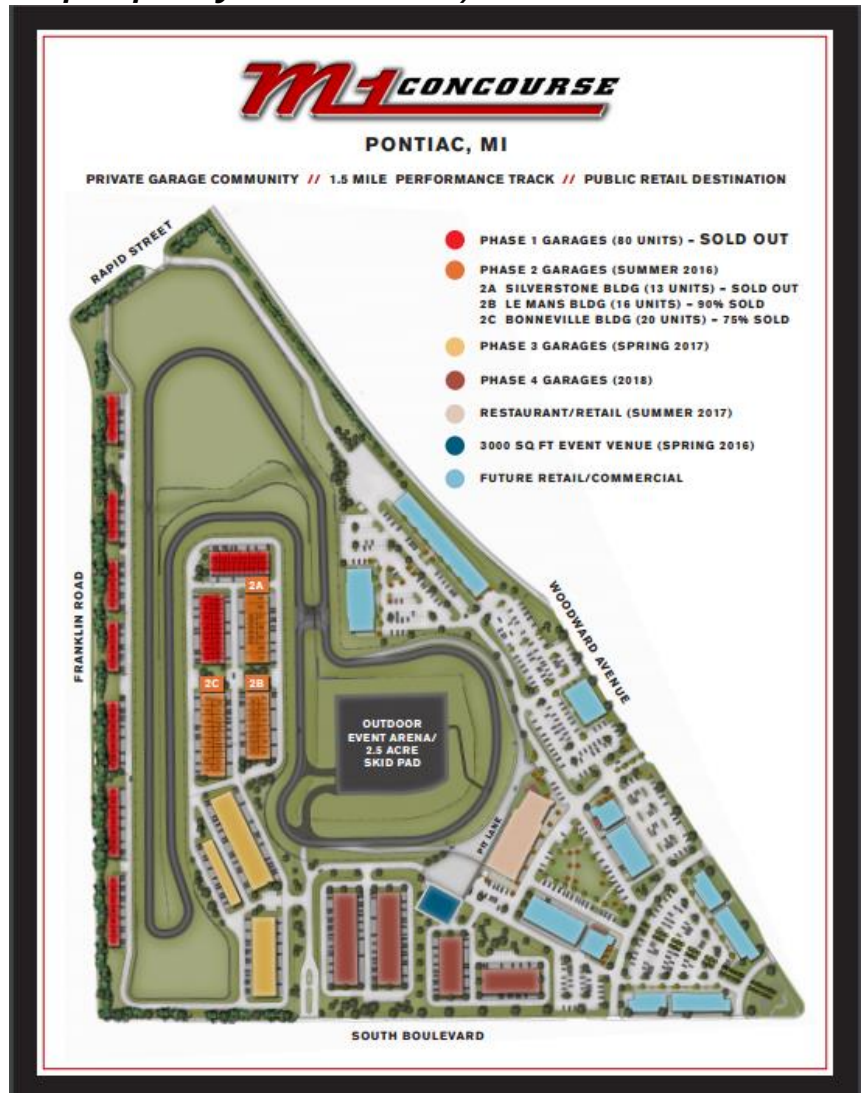 M1 CONCOURSE
PONTIAC, MI
PRIVATE GARAGE COMMUNITY // 1.5 MILE PERFORMANCE TRACK // PUBLIC RETAIL DESTINATION
RAPID STREET
PHASE 1 GARAGES (80 UNITS) – SOLD OUT
PHASE 2 GARAGES (SUMMER 2016)
2A SILVERSTONE BLDG (13 UNITS) – SOLD OUT
2B LE MANS BLDG (16 UNITS) – 90% SOLD
2C BONNEVILLE BLDG (20 UNITS) – 75% SOLD
PHASE 3 GARAGES (SPRING 2017)
PHASE 4 GARAGES (2018)
RESTAURANT/RETAIL (SUMMER 2017)
3000 SQ FT EVENT VENUE (SPRING 2016)
FUTURE RETAIL/COMMERCIAL
FRANKLIN ROAD
2A
WOODWARD AVENUE
2C
2B
OUTDOOR
EVENT ARENA/
2.5 ACRE
SKID PAD
PIT LANE
SOUTH BOULEVARD